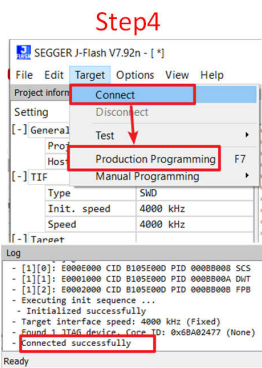 Step4
SEGGER J-Flash V7.92n - [ *]
File Edit Target Options View Help
Project inform
Connect
Setting
Disconnect
[-] General
Test
Proj
Host
Production Programming F7
[-] TIF
Manual Programming
Type SWD
Init. speed 4000 kHz
Speed 4000 kHz
[-] Target
Log
- [1][0]: E000E000 CID B105E00D PID 000BB008 SCS
- [1][1]: E0001000 CID B105E00D PID 000BB00A DWT
- [1][2]: E0002000 CID B105E00D PID 000BB00B FPB
- Executing init sequence ...
- Initialized successfully
- Target interface speed: 4000 kHz (Fixed)
- Found 1 JTAG device. Core ID: 0x6BA02477 (None)
- Connected successfully
Ready